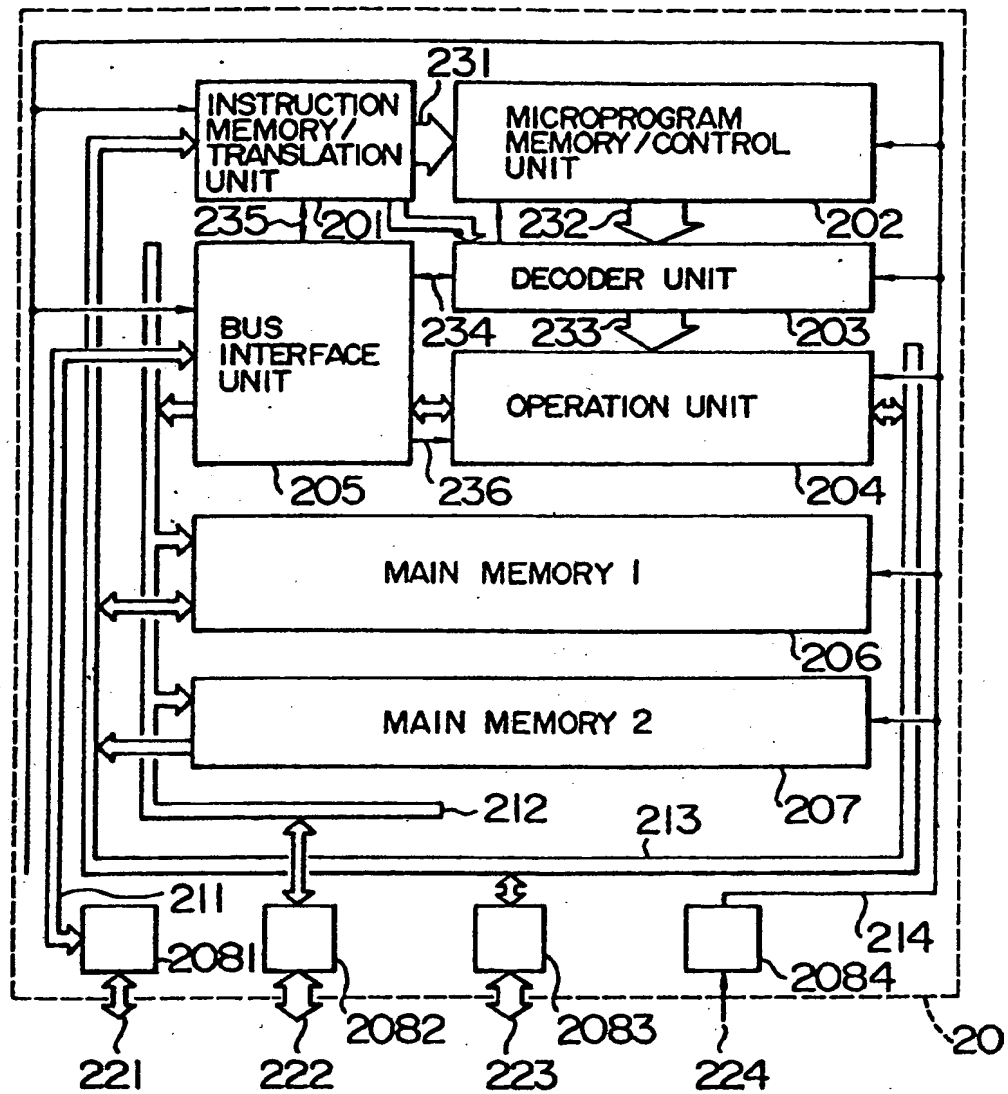 231
INSTRUCTION
MEMORY/
TRANSLATION
UNIT
MICROPROGRAM
MEMORY/CONTROL
UNIT
235
201
232
202
DECODER UNIT
234
233
203
BUS
INTERFACE
UNIT
OPERATION UNIT
205
236
204
MAIN MEMORY 1
206
MAIN MEMORY 2
207
212
213
211
214
2081
2082
2083
2084
20
221
222
223
224